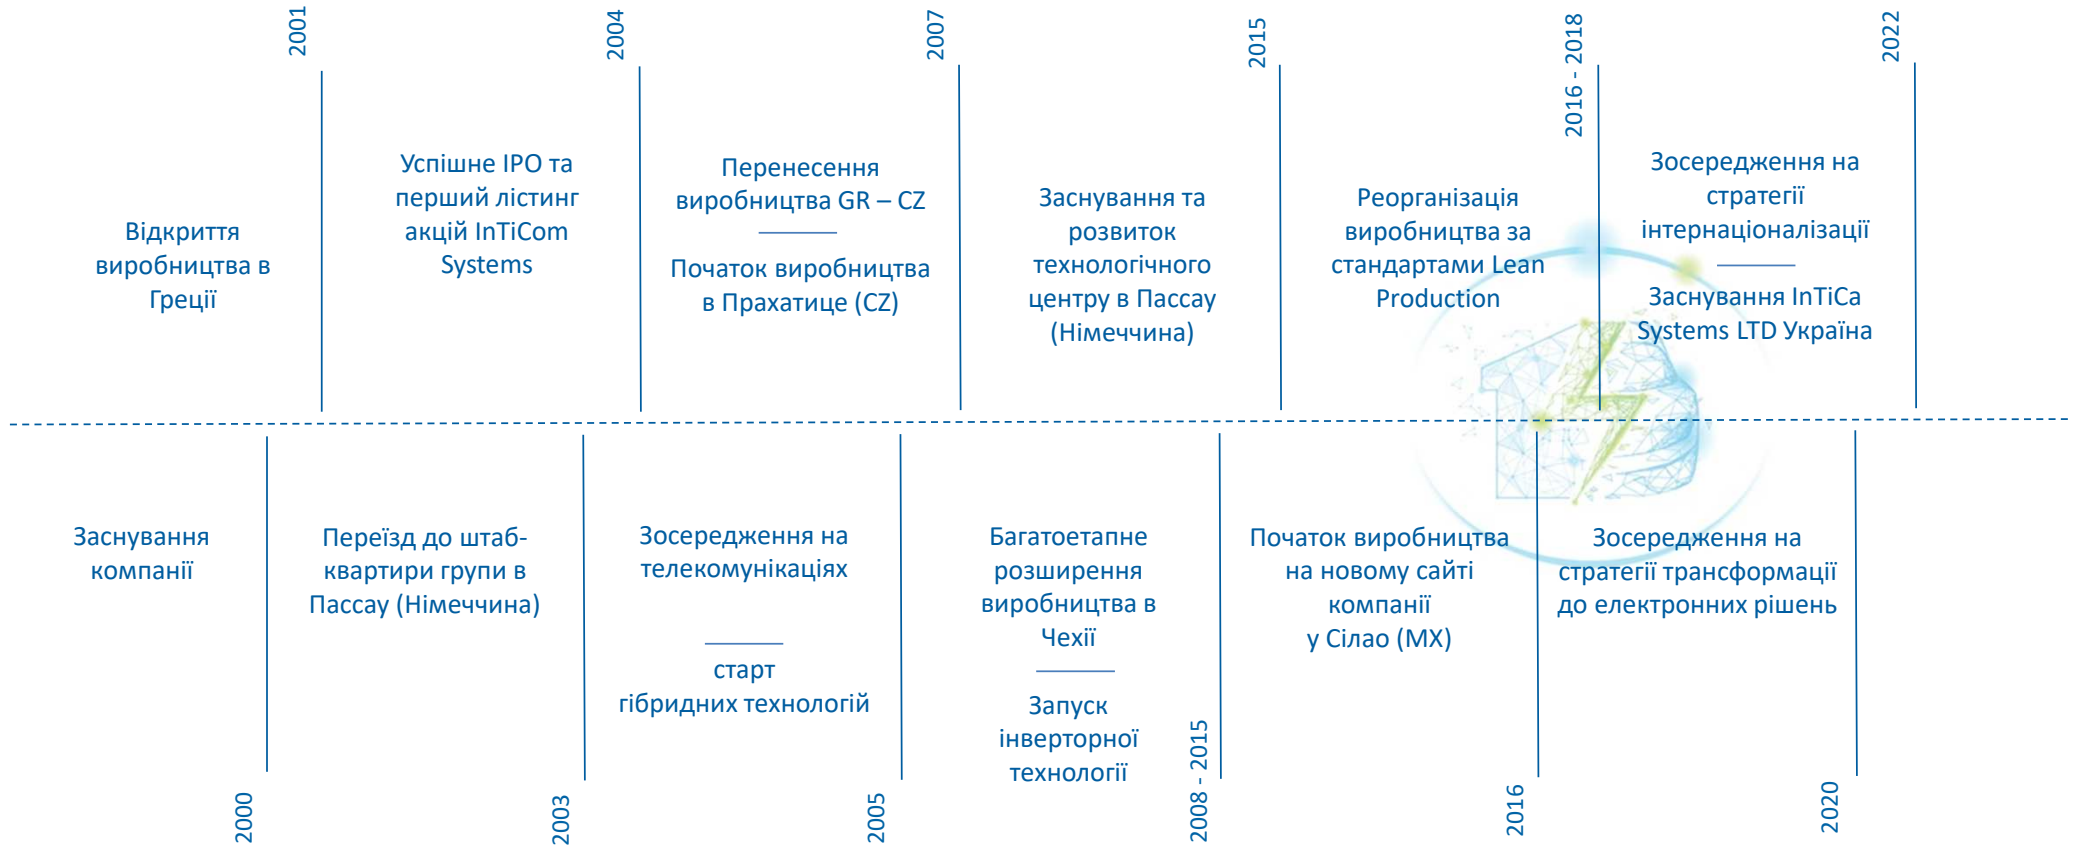 2001
Відкриття
виробництва в
Греції
2004
Успішне IPO та
перший лістинг
акцій InTiCom
Systems
2007
Перенесення
виробництва GR – CZ
Початок виробництва
в Прахатице (CZ)
2015
Заснування та
розвиток
технологічного
центру в Пассау
(Німеччина)
2016 - 2018
Реорганізація
виробництва за
стандартами Lean
Production
2022
Зосередження на
стратегії
інтернаціоналізації
Заснування InTiCa
Systems LTD Україна
Заснування
компанії
2000
Переїзд до штаб-
квартири групи в
Пассау (Німеччина)
2003
Зосередження на
телекомунікаціях
старт
гібридних технологій
2005
Багатоетапне
розширення
виробництва в
Чехії
Запуск
інверторної
технології
2008 - 2015
Початок виробництва
на новому сайті
компанії
у Сілао (MX)
2016
Зосередження на
стратегії трансформації
до електронних рішень
2020